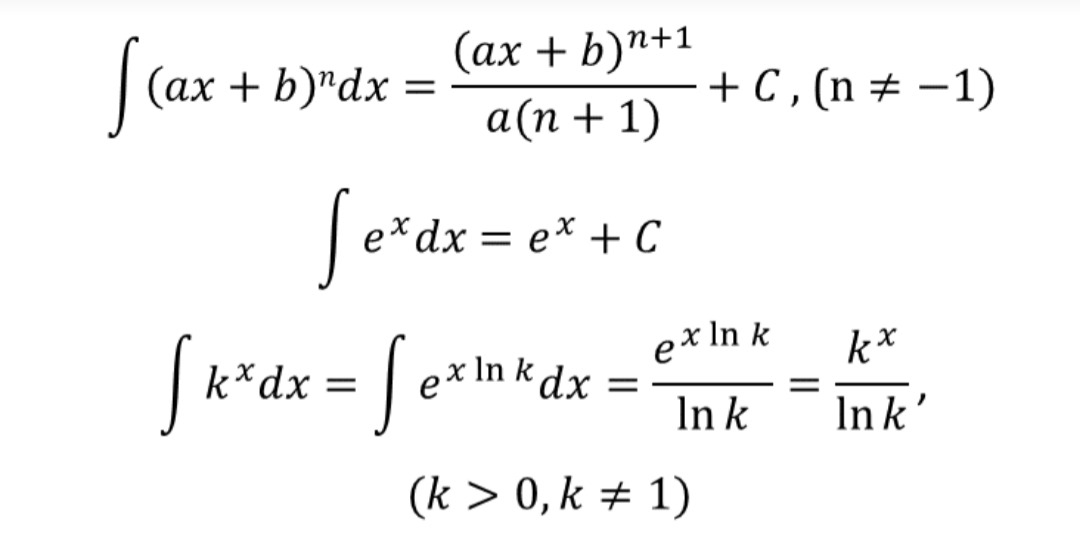 ∫(ax + b)ⁿdx = (ax + b)ⁿ⁺¹ / a(n + 1) + C , (n ≠ −1)
∫eˣdx = eˣ + C
∫kˣdx = ∫e^(x ln k)dx = e^(x ln k) / ln k = kˣ / ln k ,
(k > 0, k ≠ 1)